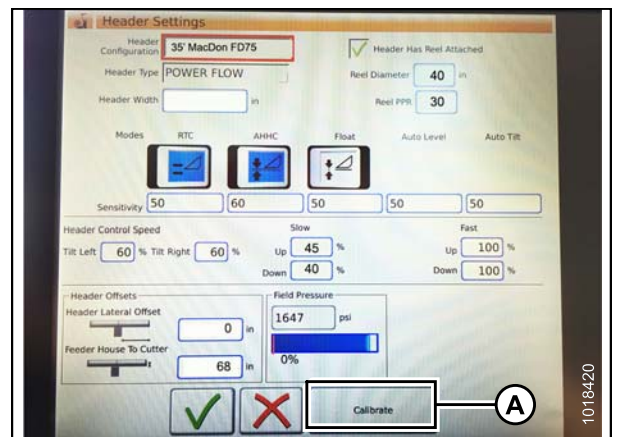 Header Settings
Header Configuration 35' MacDon FD75 Header Has Reel Attached
Header Type POWER FLOW Reel Diameter 40 in
Header Width in Reel PPR 30
Modes RTC AHHC Float Auto Level Auto Tilt
Sensitivity 50 60 50 50 50
Header Control Speed Slow Fast
Tilt Left 60 % Tilt Right 60 % Up 45 % Up 100 %
Down 40 % Down 100 %
Header Offsets Field Pressure
Header Lateral Offset 1647 psi
0 in
Feeder House To Cutter 0%
68 in
Calibrate A
1018420